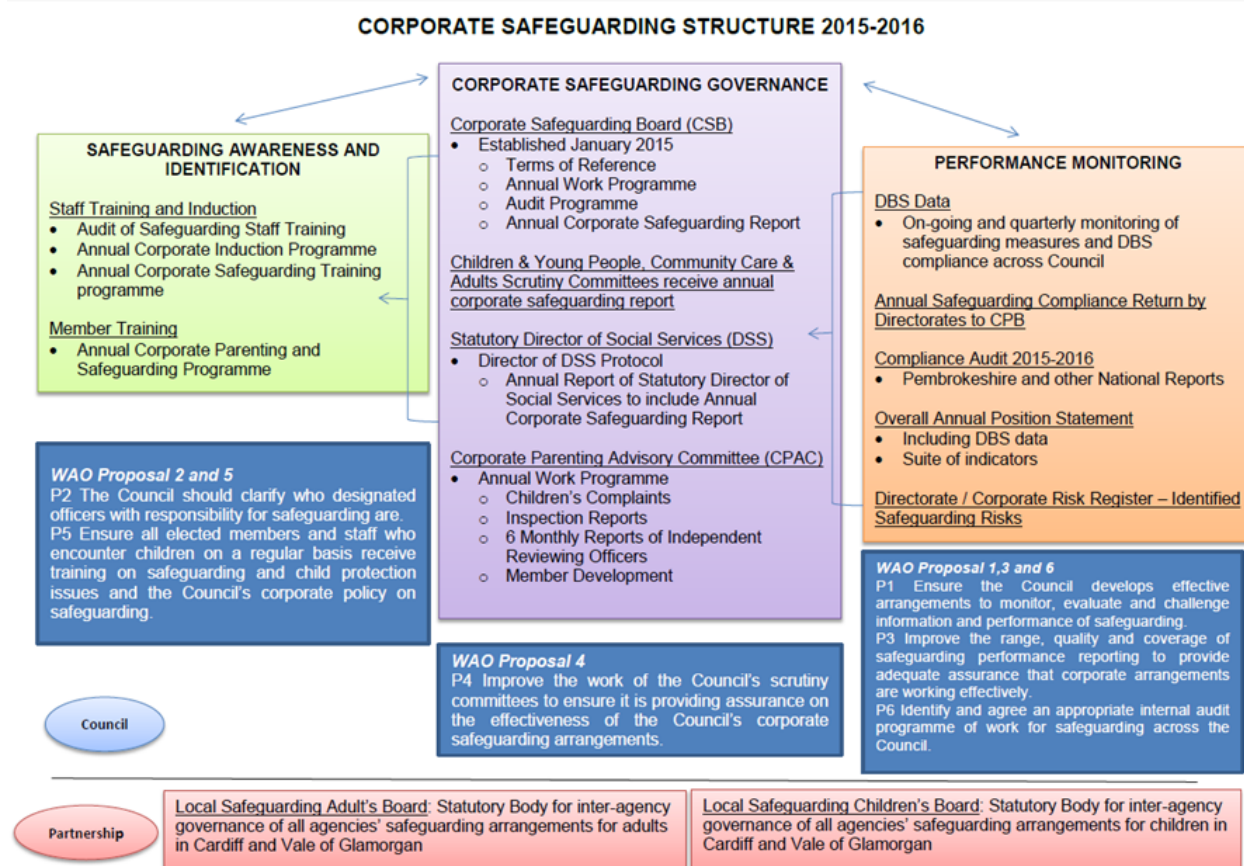 CORPORATE SAFEGUARDING STRUCTURE 2015-2016
SAFEGUARDING AWARENESS AND
IDENTIFICATION
Staff Training and Induction
• Audit of Safeguarding Staff Training
• Annual Corporate Induction Programme
• Annual Corporate Safeguarding Training
programme
Member Training
• Annual Corporate Parenting and
Safeguarding Programme
WAO Proposal 2 and 5
P2 The Council should clarify who designated
officers with responsibility for safeguarding are.
P5 Ensure all elected members and staff who
encounter children on a regular basis receive
training on safeguarding and child protection
issues and the Council's corporate policy on
safeguarding.
CORPORATE SAFEGUARDING GOVERNANCE
Corporate Safeguarding Board (CSB)
• Established January 2015
o Terms of Reference
o Annual Work Programme
o Audit Programme
o Annual Corporate Safeguarding Report
Children & Young People, Community Care &
Adults Scrutiny Committees receive annual
corporate safeguarding report
Statutory Director of Social Services (DSS)
• Director of DSS Protocol
o Annual Report of Statutory Director of
Social Services to include Annual
Corporate Safeguarding Report
Corporate Parenting Advisory Committee (CPAC)
• Annual Work Programme
o Children's Complaints
o Inspection Reports
o 6 Monthly Reports of Independent
Reviewing Officers
o Member Development
WAO Proposal 4
P4 Improve the work of the Council's scrutiny
committees to ensure it is providing assurance on
the effectiveness of the Council's corporate
safeguarding arrangements.
PERFORMANCE MONITORING
DBS Data
• On-going and quarterly monitoring of
safeguarding measures and DBS
compliance across Council
Annual Safeguarding Compliance Return by
Directorates to CPB
Compliance Audit 2015-2016
• Pembrokeshire and other National Reports
Overall Annual Position Statement
• Including DBS data
• Suite of indicators
Directorate / Corporate Risk Register – Identified
Safeguarding Risks
WAO Proposal 1,3 and 6
P1 Ensure the Council develops effective
arrangements to monitor, evaluate and challenge
information and performance of safeguarding.
P3 Improve the range, quality and coverage of
safeguarding performance reporting to provide
adequate assurance that corporate arrangements
are working effectively.
P6 Identify and agree an appropriate internal audit
programme of work for safeguarding across the
Council.
Council
Partnership
Local Safeguarding Adult's Board: Statutory Body for inter-agency
governance of all agencies' safeguarding arrangements for adults
in Cardiff and Vale of Glamorgan
Local Safeguarding Children's Board: Statutory Body for inter-agency
governance of all agencies' safeguarding arrangements for children in
Cardiff and Vale of Glamorgan